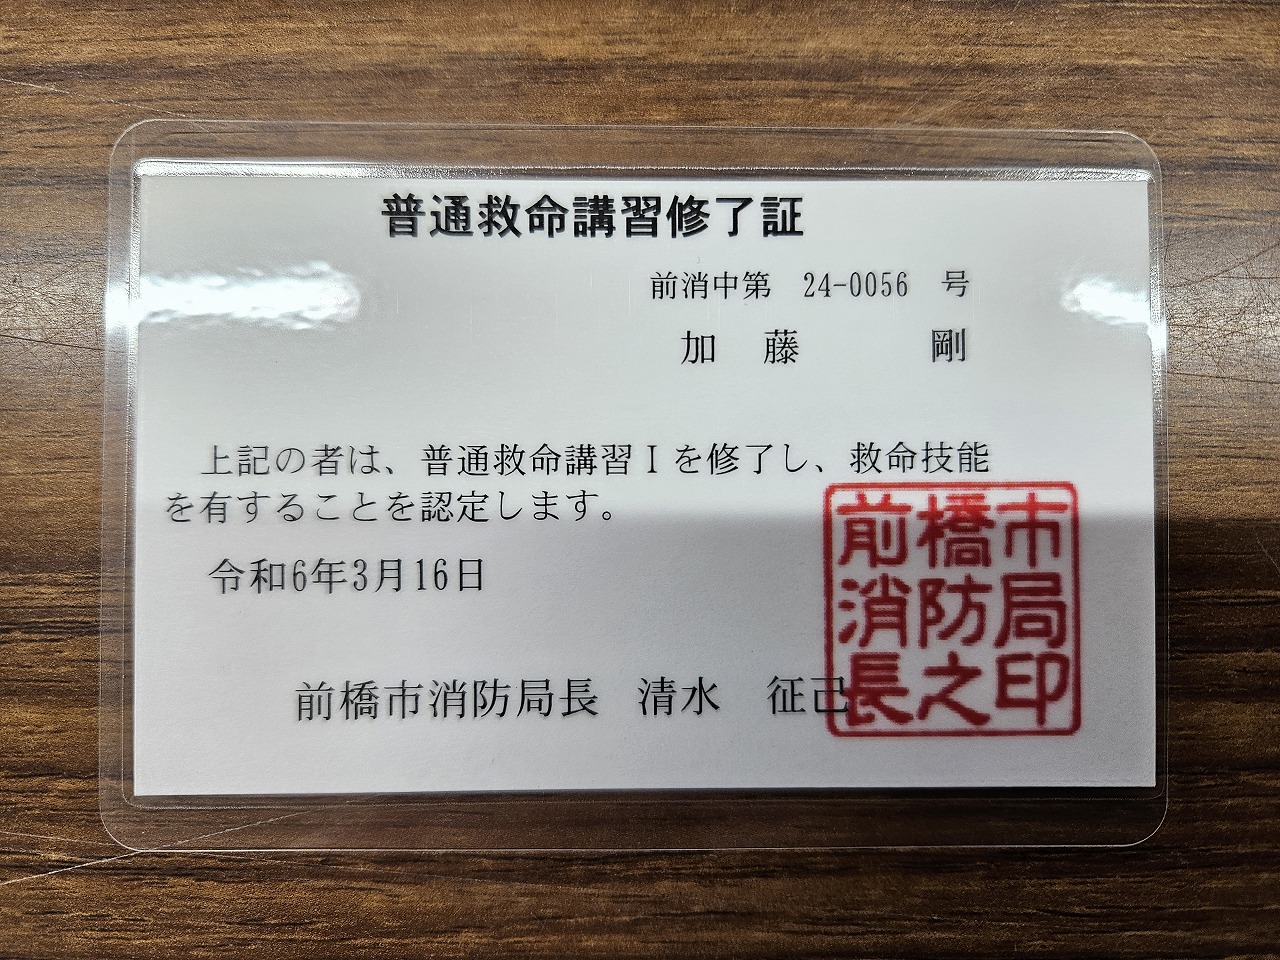 普通救命講習修了証
前消中第 24-0056 号
加藤 剛
上記の者は、普通救命講習Ⅰを修了し、救命技能
を有することを認定します。
令和6年3月16日
前橋市消防局長 清水 征己
前橋市
消防局
長之印